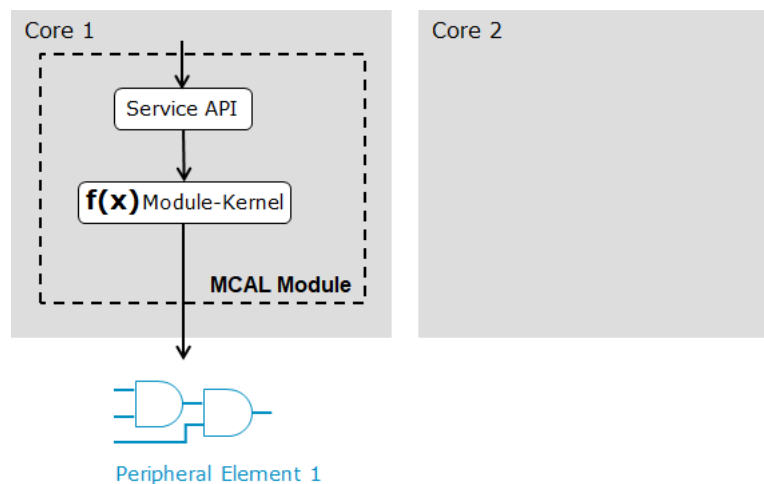 Core 1
Core 2
Service API
f(x) Module-Kernel
MCAL Module
Peripheral Element 1